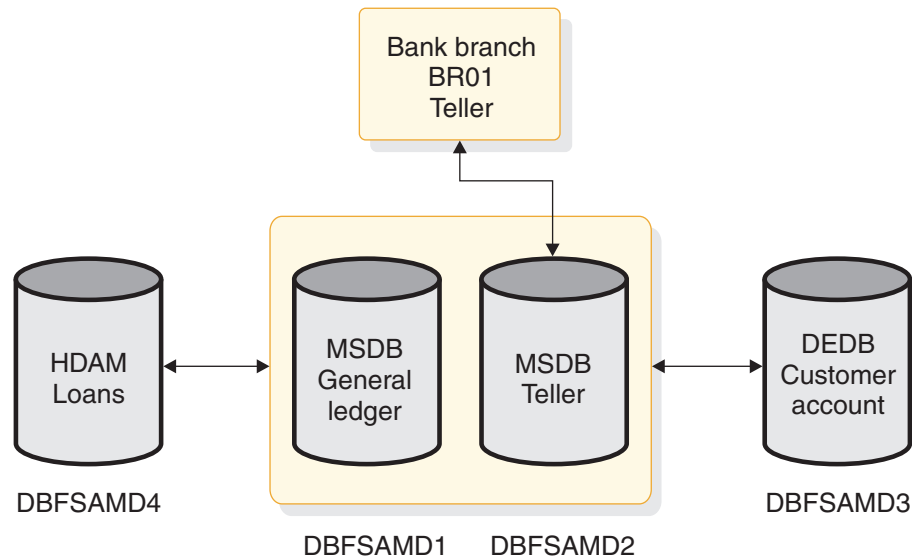 Bank branch
BR01
Teller
HDAM
Loans
MSDB
General
ledger
MSDB
Teller
DEDB
Customer
account
DBFSAMD4
DBFSAMD1
DBFSAMD2
DBFSAMD3